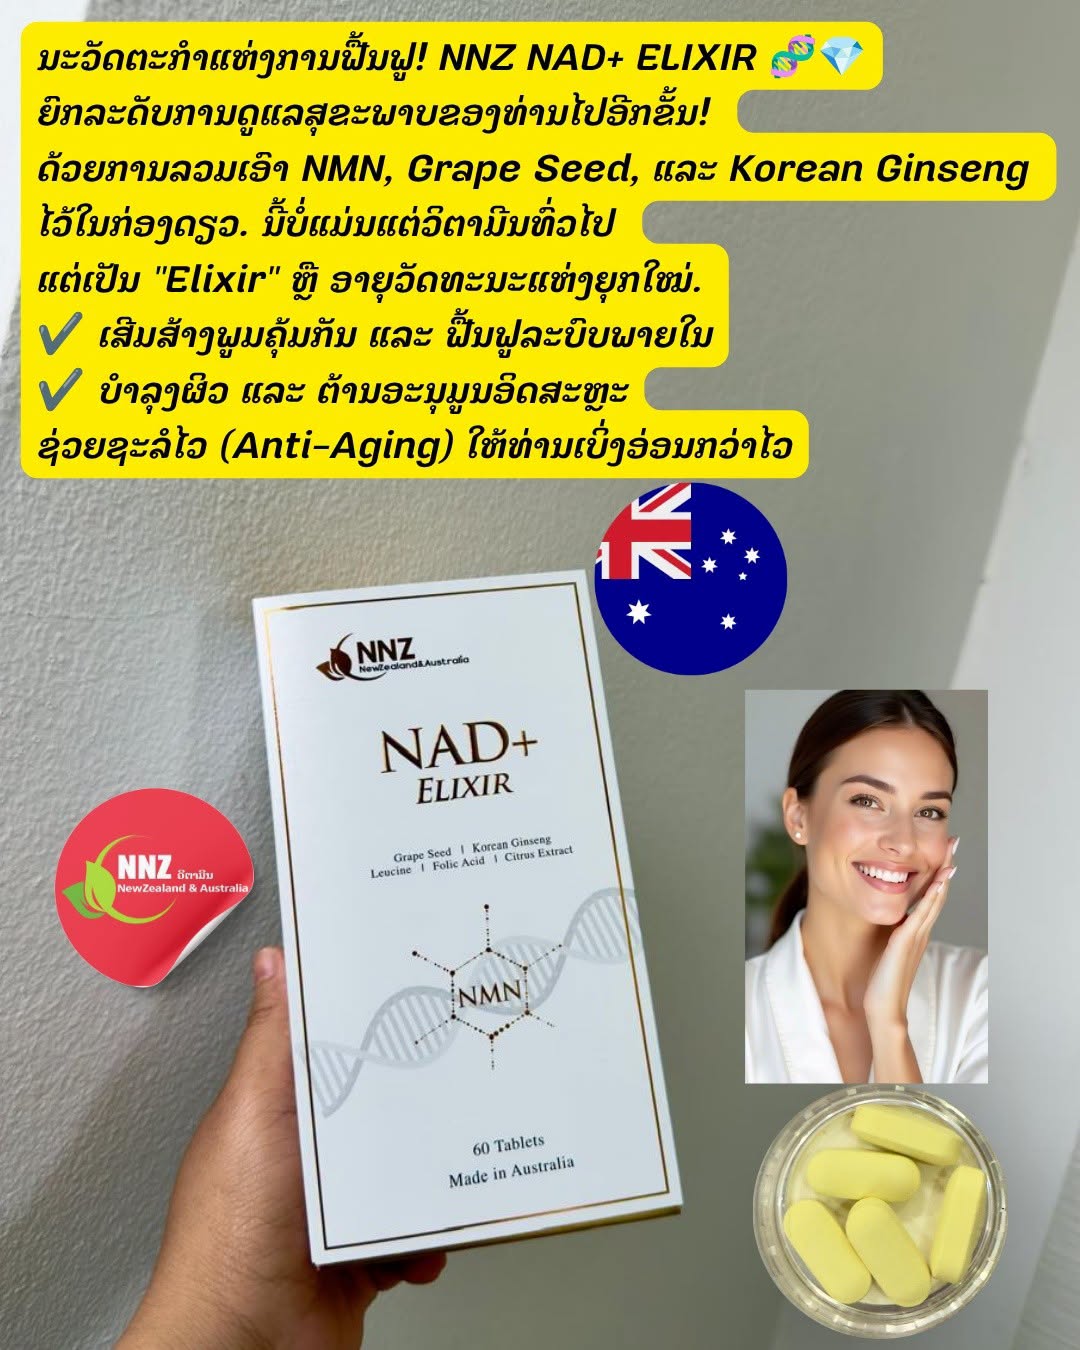 ນະວັດຕະກຳແຫ່ງການຟື້ນຟູ! NNZ NAD+ ELIXIR 🧬💎
ຍົກລະດັບການດູແລສຸຂະພາບຂອງທ່ານໄປອີກຂັ້ນ!
ດ້ວຍການລວມເອົາ NMN, Grape Seed, ແລະ Korean Ginseng
ໄວ້ໃນກ່ອງດຽວ. ນີ້ບໍ່ແມ່ນແຕ່ວິຕາມິນທົ່ວໄປ
ແຕ່ເປັນ "Elixir" ຫຼື ອາຍຸວັດທະນະແຫ່ງຍຸກໃໝ່.
✔️ ເສີມສ້າງພູມຄຸ້ມກັນ ແລະ ຟື້ນຟູລະບົບພາຍໃນ
✔️ ບຳລຸງຜິວ ແລະ ຕ້ານອະນຸມູນອິດສະຫຼະ
ຊ່ວຍຊະລໍໄວ (Anti-Aging) ໃຫ້ທ່ານເບິ່ງອ່ອນກວ່າໄວ
NNZ
NewZealand&Australia
NAD+
ELIXIR
Grape Seed | Korean Ginseng
Leucine | Folic Acid | Citrus Extract
NMN
60 Tablets
Made in Australia
NNZ ວິຕາມິນ
NewZealand & Australia